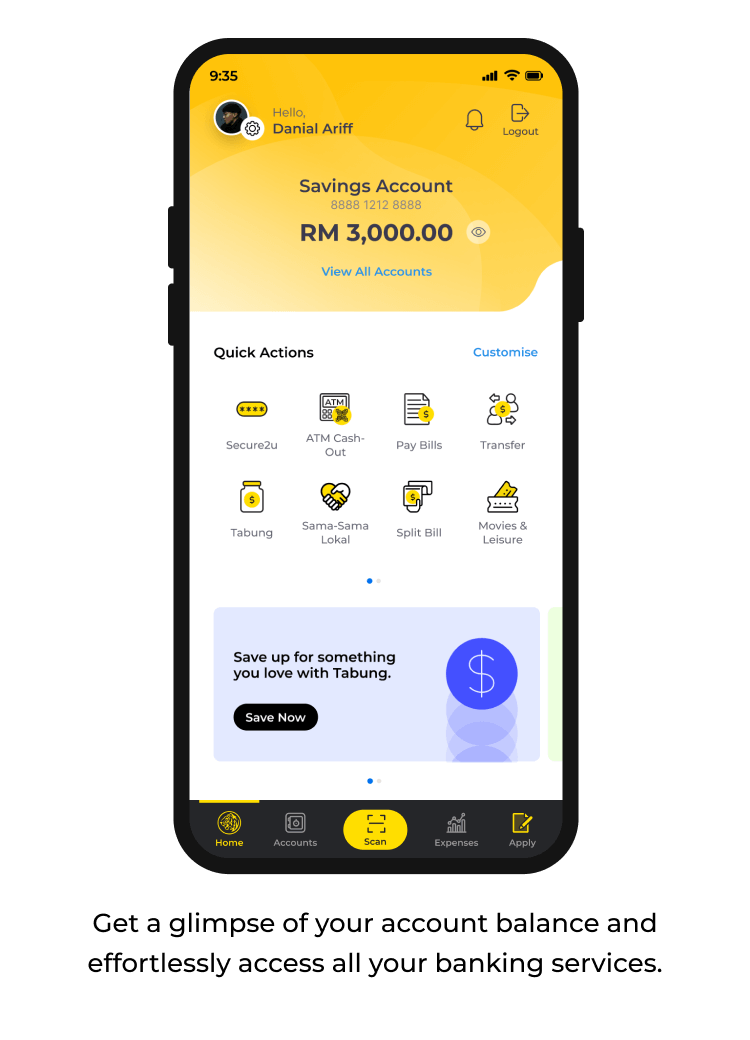 9:35
Hello,
Danial Ariff
Logout
Savings Account
8888 1212 8888
RM 3,000.00
View All Accounts
Quick Actions
Customise
****
Secure2u
ATM
ATM Cash-
Out
$
Pay Bills
$
Transfer
$
Tabung
Sama-Sama
Lokal
$
Split Bill
Movies &
Leisure
Save up for something
you love with Tabung.
$
Save Now
Home
Accounts
Scan
Expenses
Apply
Get a glimpse of your account balance and
effortlessly access all your banking services.